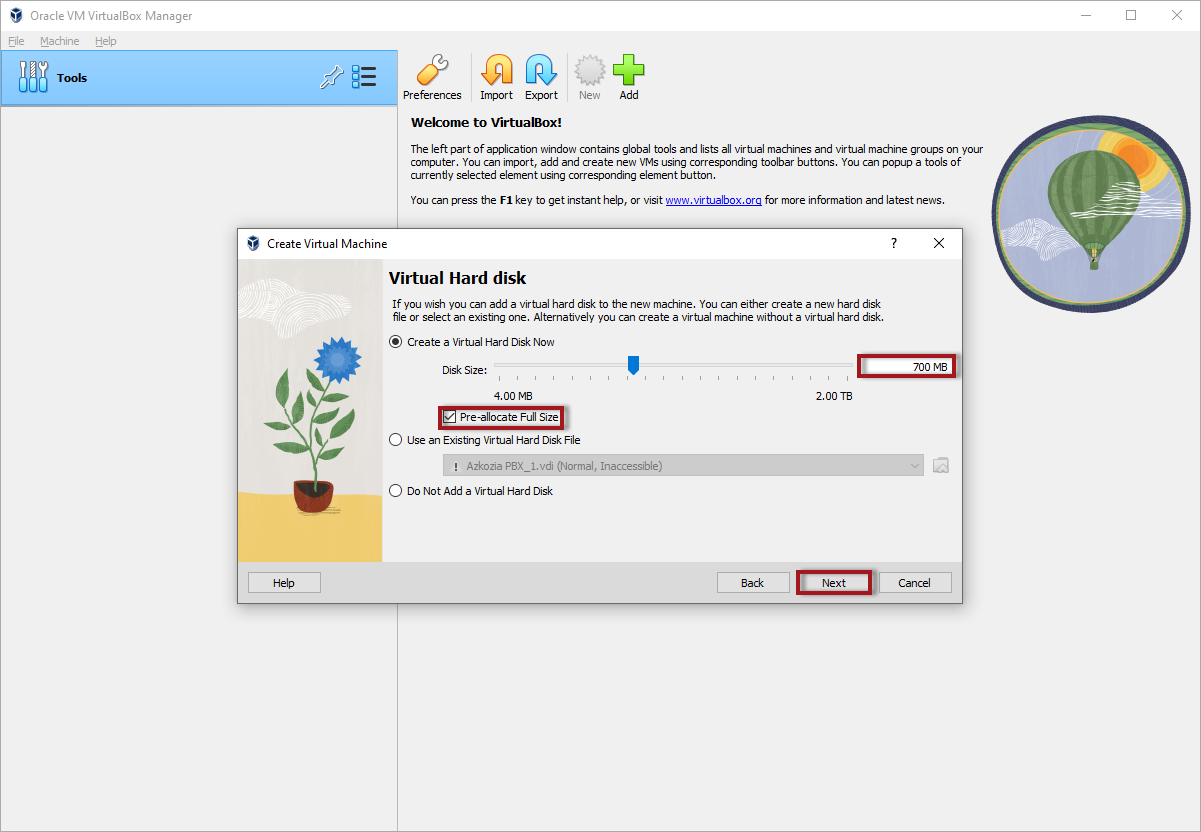 Oracle VM VirtualBox Manager
File Machine Help
Tools
Preferences Import Export New Add
Welcome to VirtualBox!
The left part of application window contains global tools and lists all virtual machines and virtual machine groups on your
computer. You can import, add and create new VMs using corresponding toolbar buttons. You can popup a tools of
currently selected element using corresponding element button.
You can press the F1 key to get instant help, or visit www.virtualbox.org for more information and latest news.
Create Virtual Machine
?
Virtual Hard disk
If you wish you can add a virtual hard disk to the new machine. You can either create a new hard disk
file or select an existing one. Alternatively you can create a virtual machine without a virtual hard disk.
Create a Virtual Hard Disk Now
Disk Size: 700 MB
4.00 MB 2.00 TB
Pre-allocate Full Size
Use an Existing Virtual Hard Disk File
! Azkozia PBX_1.vdi (Normal, Inaccessible)
Do Not Add a Virtual Hard Disk
Help Back Next Cancel